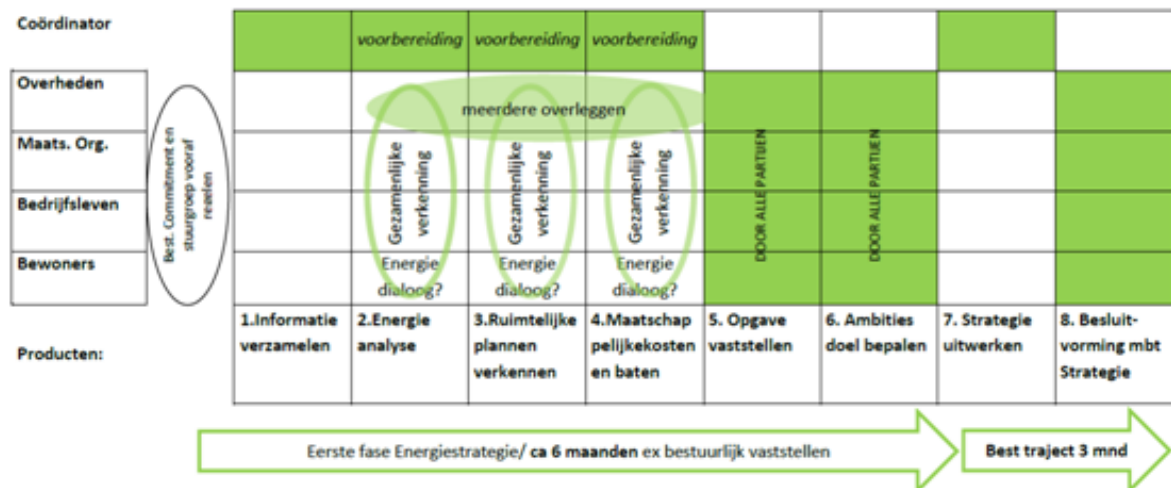 Coördinator
voorbereiding voorbereiding voorbereiding
Overheden
Maats. Org.
Bedrijfsleven
Bewoners
Best. Commitment en
stuurgroep vooraf
regelen
meerdere overleggen
Gezamenlijke
verkenning
Gezamenlijke
verkenning
Gezamenlijke
verkenning
Energie
dialoog?
Energie
dialoog?
Energie
dialoog?
DOOR ALLE PARTIJEN
DOOR ALLE PARTIJEN
Producten:
1.Informatie
verzamelen
2.Energie
analyse
3.Ruimtelijke
plannen
verkennen
4.Maatschap
pelijkekosten
en baten
5. Opgave
vaststellen
6. Ambities
doel bepalen
7. Strategie
uitwerken
8. Besluit-
vorming mbt
Strategie
Eerste fase Energiestrategie/ ca 6 maanden ex bestuurlijk vaststellen
Best traject 3 mnd